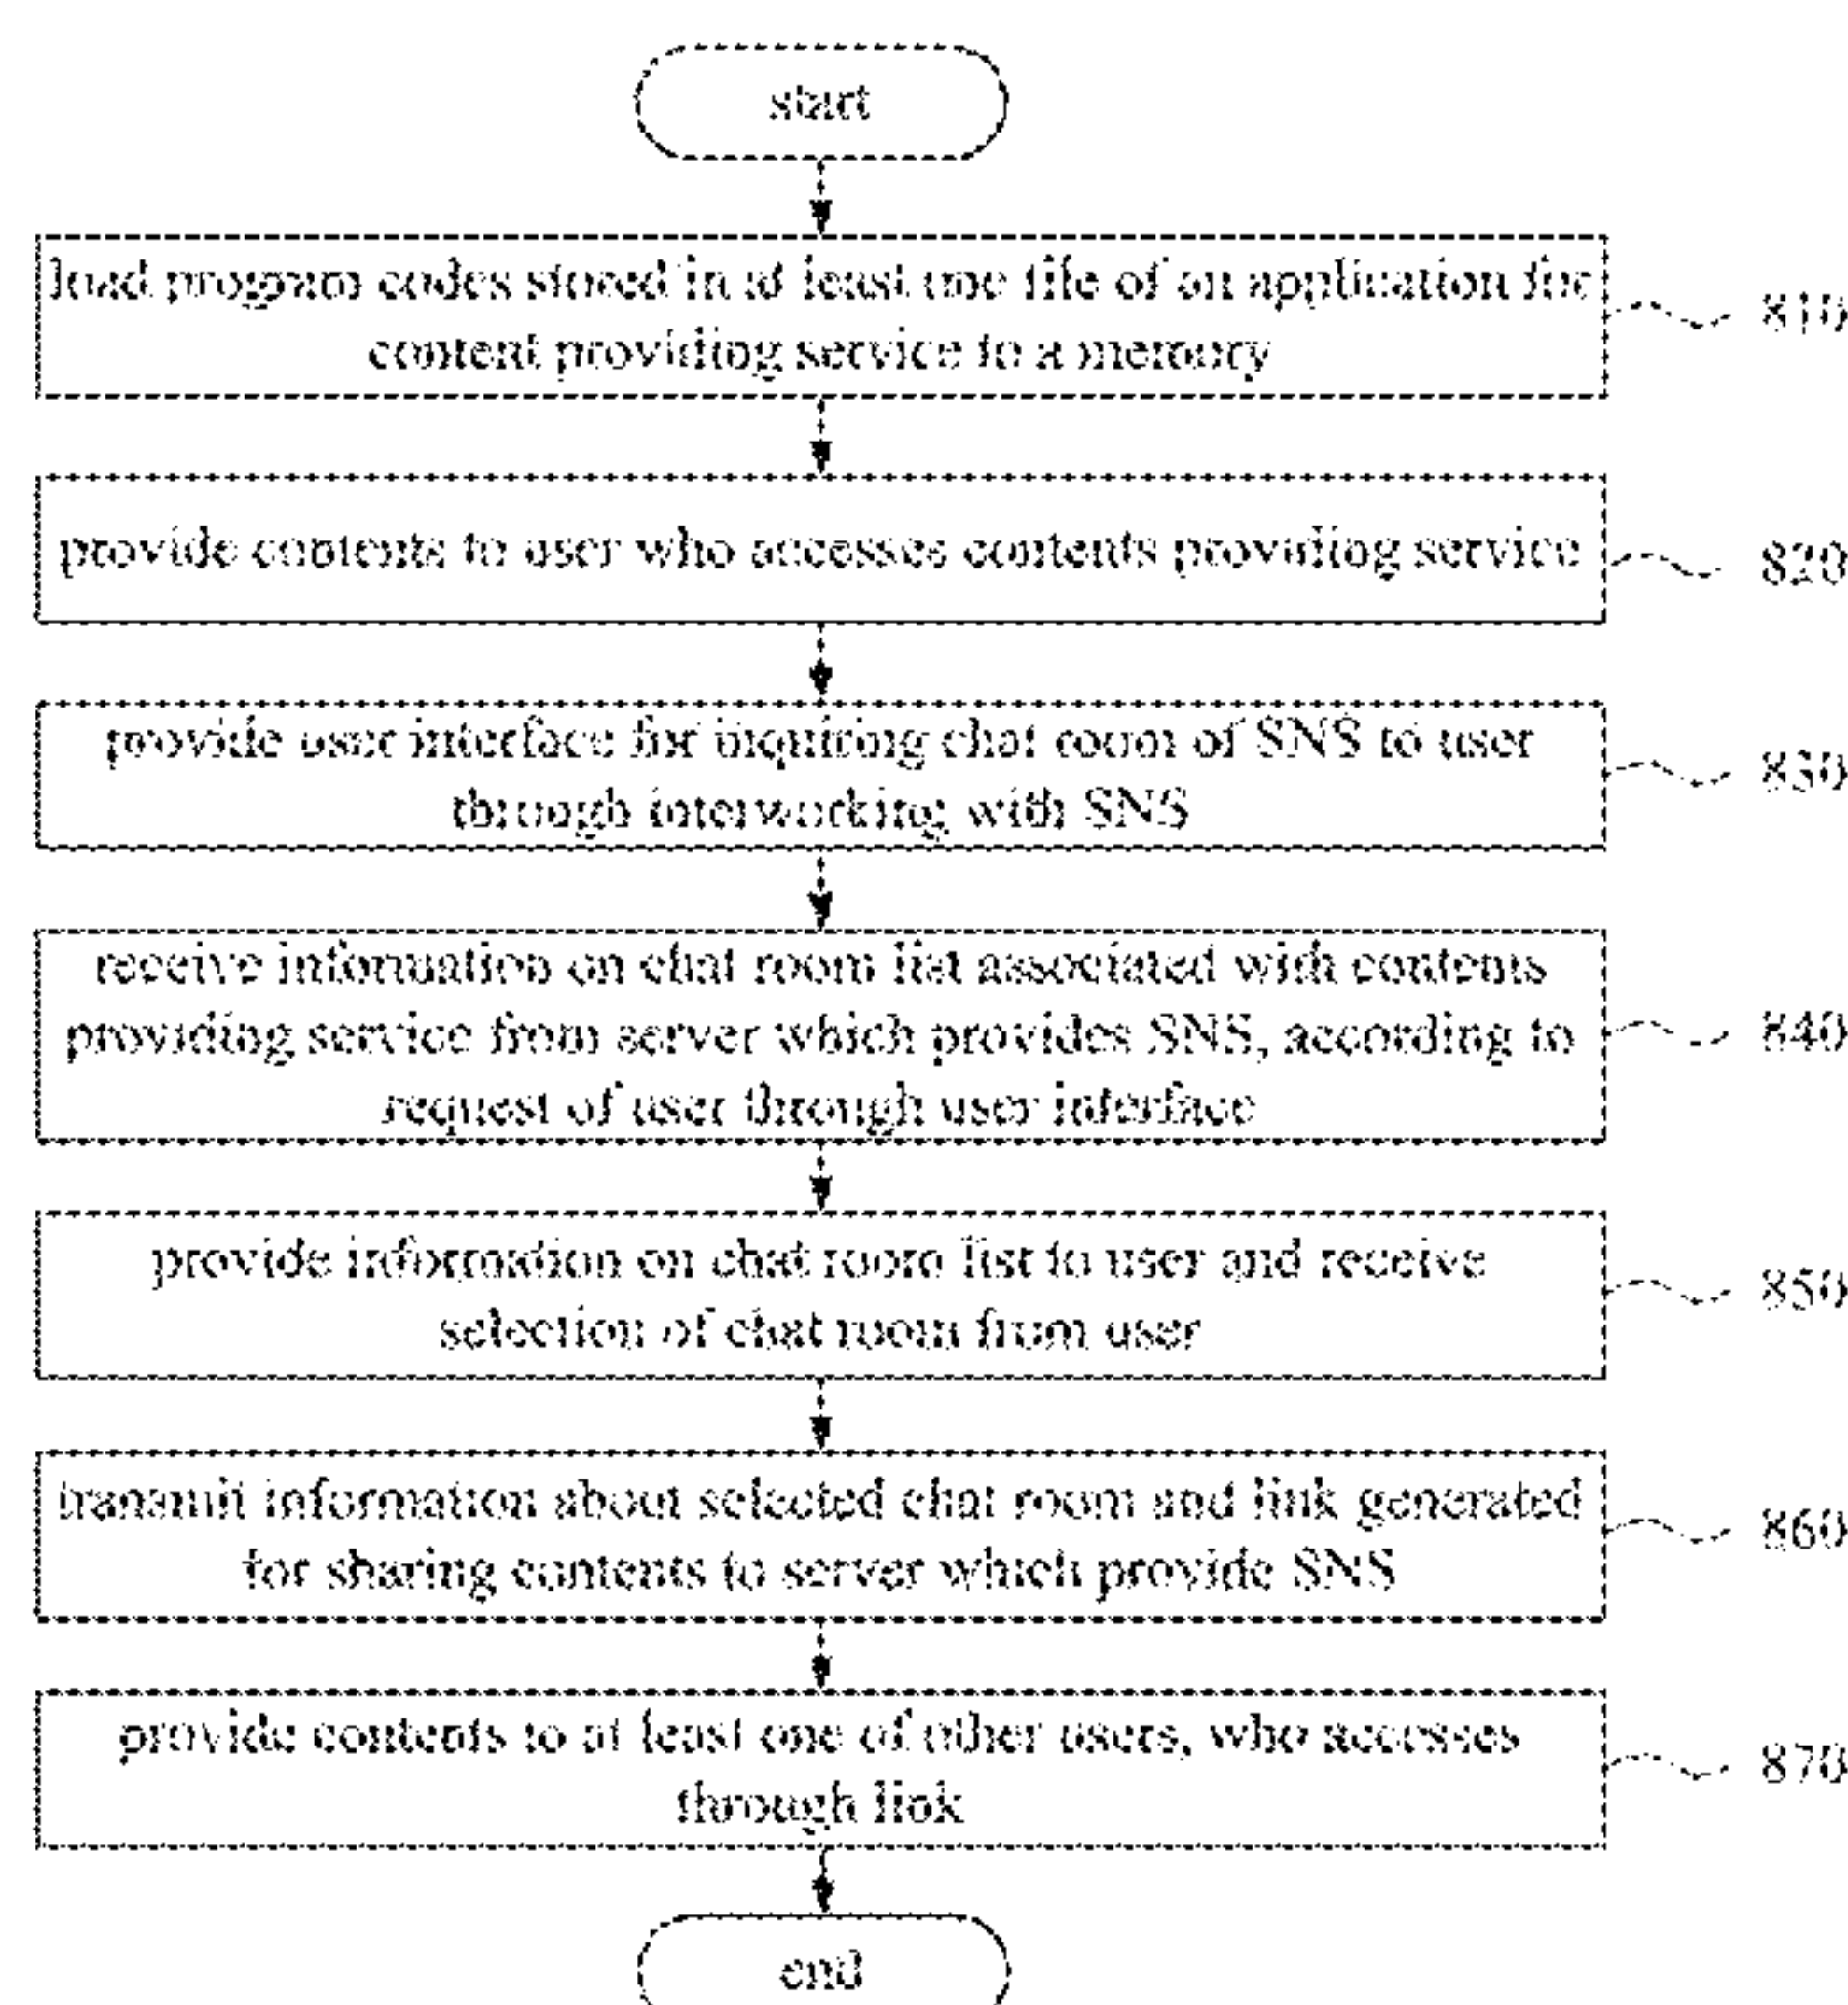 start
load program codes stored in at least one file of an application for
content providing service to a memory
810
provide contents to user who accesses contents providing service
820
provide user interface for inquiring chat room of SNS to user
through interworking with SNS
830
receive information on chat room list associated with contents
providing service from server which provides SNS, according to
request of user through user interface
840
provide information on chat room list to user and receive
selection of chat room from user
850
transmit information about selected chat room and link generated
for sharing contents to server which provide SNS
860
provide contents to at least one of other users, who accesses
through link
870
end